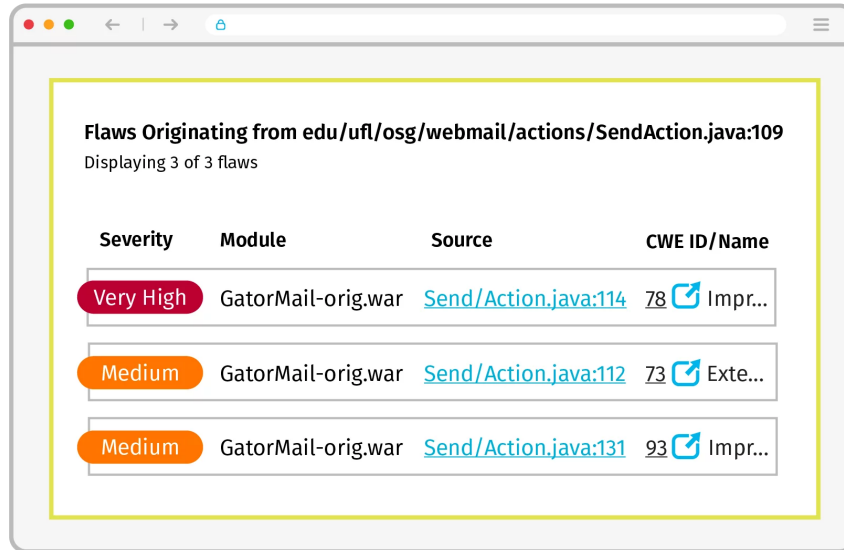 Flaws Originating from edu/ufl/osg/webmail/actions/SendAction.java:109
Displaying 3 of 3 flaws
Severity Module Source CWE ID/Name
Very High GatorMail-orig.war Send/Action.java:114 78 Impr...
Medium GatorMail-orig.war Send/Action.java:112 73 Exte...
Medium GatorMail-orig.war Send/Action.java:131 93 Impr...